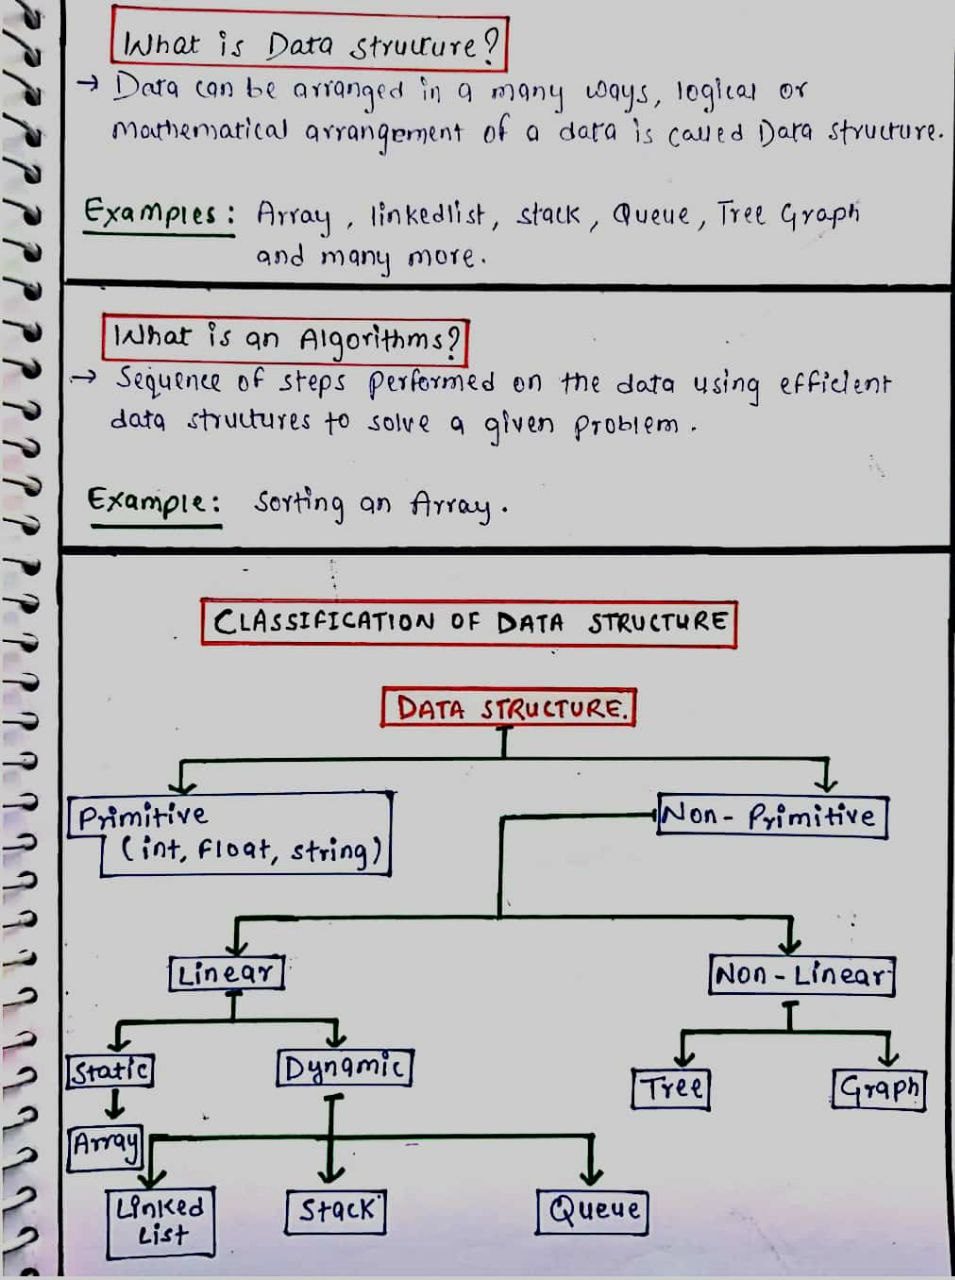 What is Data structure?
→ Data can be arranged in a many ways, logical or
mathematical arrangement of a data is called Data structure.
Examples: Array, linkedlist, stack, Queue, Tree Graph
and many more.
What is an Algorithms?
→ Sequence of steps performed on the data using efficient
data structures to solve a given problem.
Example: Sorting an Array.
CLASSIFICATION OF DATA STRUCTURE
DATA STRUCTURE.
Primitive
(int, Float, string)
Non-Primitive
Linear
Non-Linear
Static
Dynamic
Tree
Graph
Array
Linked
List
Stack
Queue